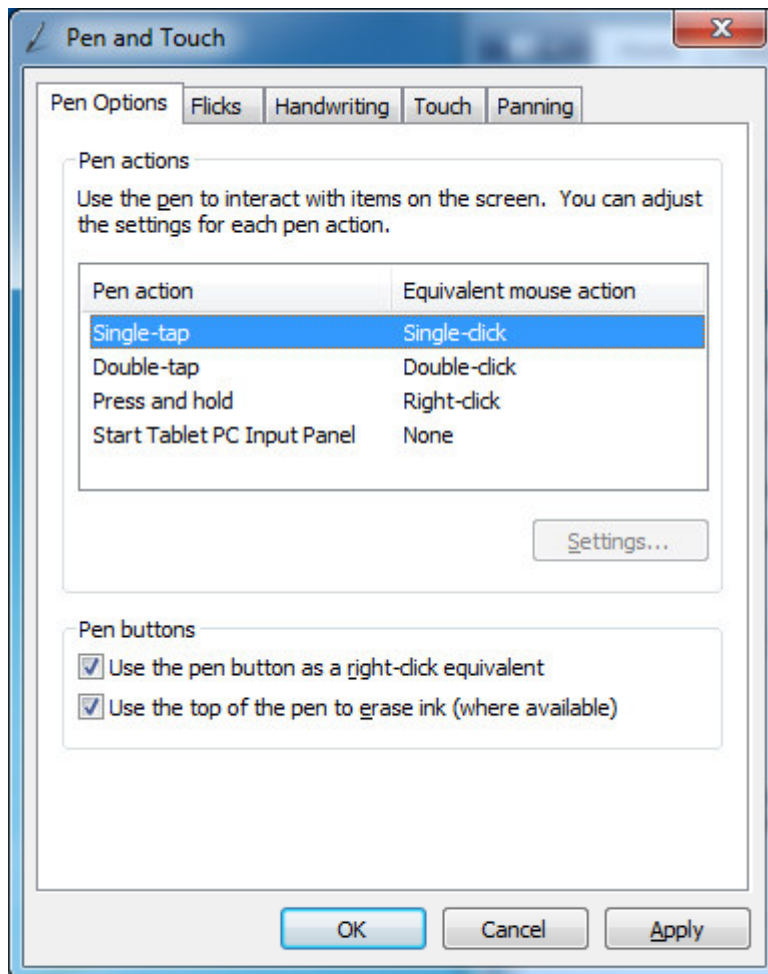 Pen and Touch
Pen Options Flicks Handwriting Touch Panning
Pen actions
Use the pen to interact with items on the screen.  You can adjust
the settings for each pen action.
Pen action Equivalent mouse action
Single-tap Single-click
Double-tap Double-click
Press and hold Right-click
Start Tablet PC Input Panel None
Settings...
Pen buttons
Use the pen button as a right-click equivalent
Use the top of the pen to erase ink (where available)
OK Cancel Apply